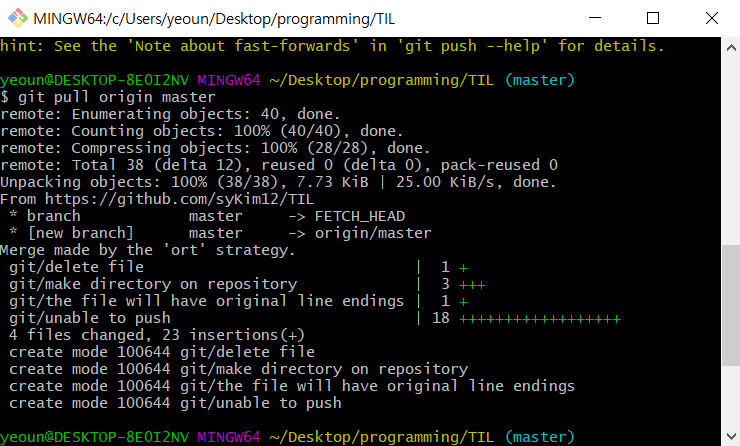 MINGW64:/c/Users/yeoun/Desktop/programming/TIL
hint: See the 'Note about fast-forwards' in 'git push --help' for details.
yeoun@DESKTOP-8E0I2NV MINGW64 ~/Desktop/programming/TIL (master)
$ git pull origin master
remote: Enumerating objects: 40, done.
remote: Counting objects: 100% (40/40), done.
remote: Compressing objects: 100% (28/28), done.
remote: Total 38 (delta 12), reused 0 (delta 0), pack-reused 0
Unpacking objects: 100% (38/38), 7.73 KiB | 25.00 KiB/s, done.
From https://github.com/syKim12/TIL
 * branch            master     -> FETCH_HEAD
 * [new branch]      master     -> origin/master
Merge made by the 'ort' strategy.
 git/delete file                              |  1 +
 git/make directory on repository             |  3 +++
 git/the file will have original line endings |  1 +
 git/unable to push                           | 18 ++++++++++++++++++
 4 files changed, 23 insertions(+)
 create mode 100644 git/delete file
 create mode 100644 git/make directory on repository
 create mode 100644 git/the file will have original line endings
 create mode 100644 git/unable to push
yeoun@DESKTOP-8E0I2NV MINGW64 ~/Desktop/programming/TIL (master)